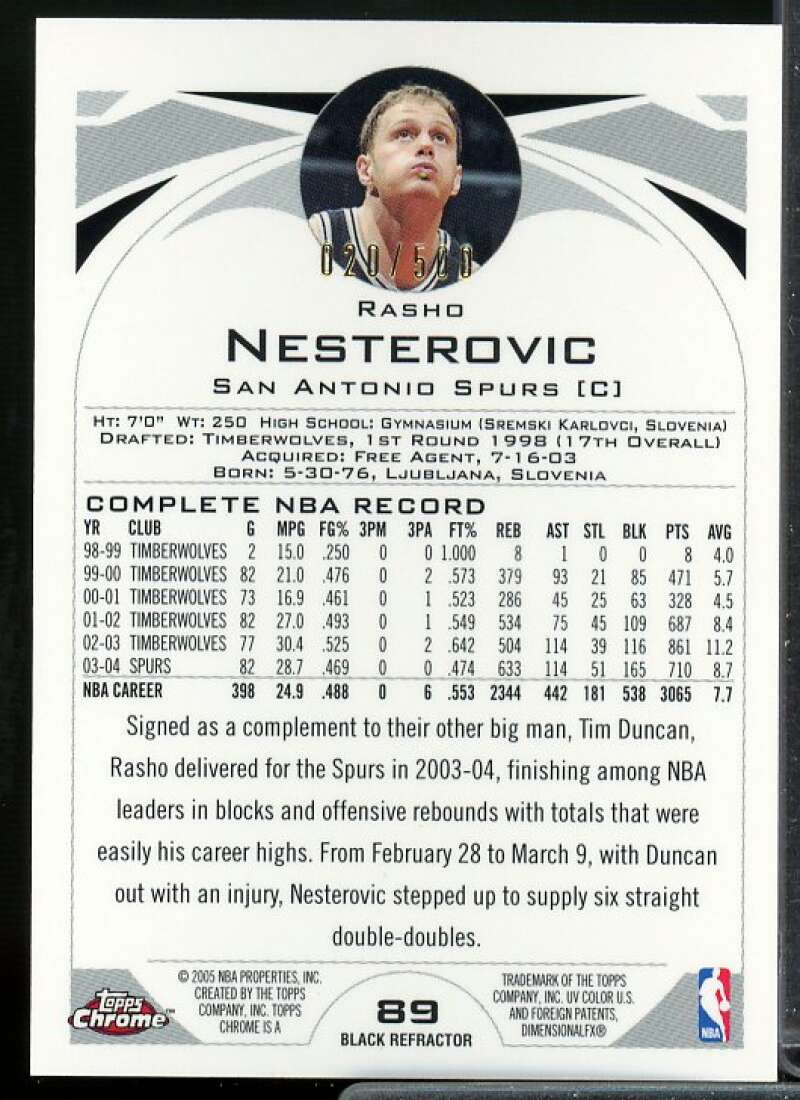 020/500
RASHO
NESTEROVIC
SAN ANTONIO SPURS [C]
HT: 7'0" WT: 250 HIGH SCHOOL: GYMNASIUM (SREMSKI KARLOVCI, SLOVENIA)
DRAFTED: TIMBERWOLVES, 1ST ROUND 1998 (17TH OVERALL)
ACQUIRED: FREE AGENT, 7-16-03
BORN: 5-30-76, LJUBLJANA, SLOVENIA
COMPLETE NBA RECORD
YR CLUB G MPG FG% 3PM 3PA FT% REB AST STL BLK PTS AVG
98-99 TIMBERWOLVES 2 15.0 .250 0 0 1.000 8 1 0 0 8 4.0
99-00 TIMBERWOLVES 82 21.0 .476 0 2 .573 379 93 21 85 471 5.7
00-01 TIMBERWOLVES 73 16.9 .461 0 1 .523 286 45 25 63 328 4.5
01-02 TIMBERWOLVES 82 27.0 .493 0 1 .549 534 75 45 109 687 8.4
02-03 TIMBERWOLVES 77 30.4 .525 0 2 .642 504 114 39 116 861 11.2
03-04 SPURS 82 28.7 .469 0 0 .474 633 114 51 165 710 8.7
NBA CAREER 398 24.9 .488 0 6 .553 2344 442 181 538 3065 7.7
Signed as a complement to their other big man, Tim Duncan,
Rasho delivered for the Spurs in 2003-04, finishing among NBA
leaders in blocks and offensive rebounds with totals that were
easily his career highs. From February 28 to March 9, with Duncan
out with an injury, Nesterovic stepped up to supply six straight
double-doubles.
Topps
Chrome™
© 2005 NBA PROPERTIES, INC.
CREATED BY THE TOPPS
COMPANY, INC. TOPPS
CHROME IS A
89
BLACK REFRACTOR
TRADEMARK OF THE TOPPS
COMPANY, INC. UV COLOR U.S.
AND FOREIGN PATENTS,
DIMENSIONALFX®
NBA